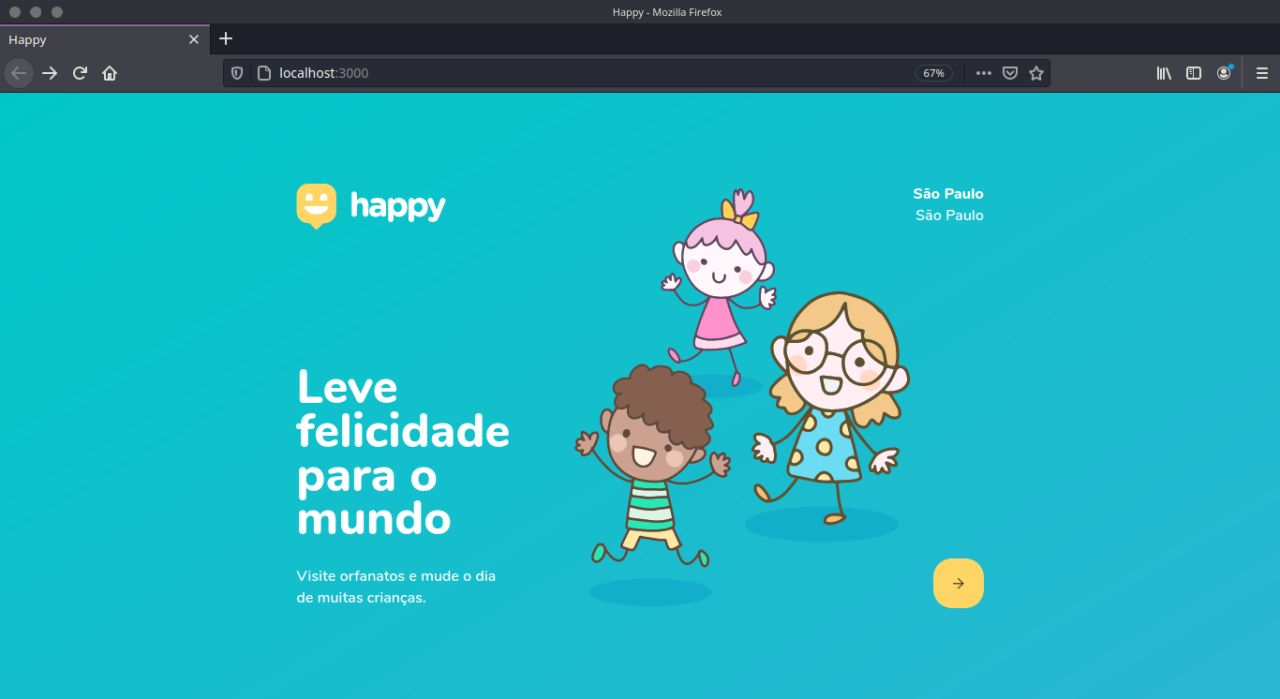 Happy - Mozilla Firefox
Happy
localhost:3000
67%
happy
São Paulo
São Paulo
Leve
felicidade
para o
mundo
Visite orfanatos e mude o dia
de muitas crianças.